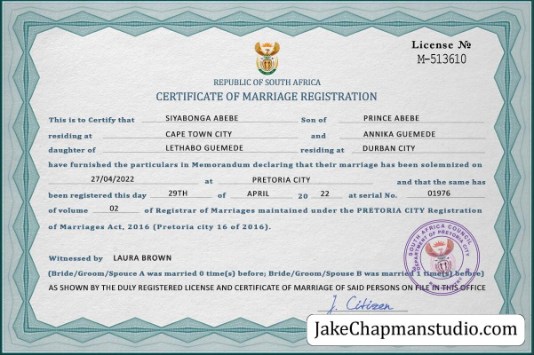 License №
M-513610
REPUBLIC OF SOUTH AFRICA
CERTIFICATE OF MARRIAGE REGISTRATION
This is to Certify that SIYABONGA ABEBE Son of PRINCE ABEBE
residing at CAPE TOWN CITY and ANNIKA GUEMEDE
daughter of LETHABO GUEMEDE residing at DURBAN CITY
have furnished the particulars in Memorandum declaring that their marriage has been solemnized on
27/04/2022 at PRETORIA CITY and that the same has
been registered this day 29TH of APRIL 20 22 at serial No. 01976
of volume 02 of Registrar of Marriages maintained under the PRETORIA CITY Registration
of Marriages Act, 2016 (Pretoria city 16 of 2016).
SOUTH AFRICA COUNCIL
DEPARTMENT OF PRETORIA CITY
Witnessed by LAURA BROWN
(Bride/Groom/Spouce A was married 0 time(s) before; Bride/Groom/Spouse B was married 1 time(s) before)
AS SHOWN BY THE DULY REGISTERED LICENSE AND CERTIFICATE OF MARRIAGE OF SAID PERSONS ON FILE IN THIS OFFICE
J. Citizen
JakeChapmanstudio.com